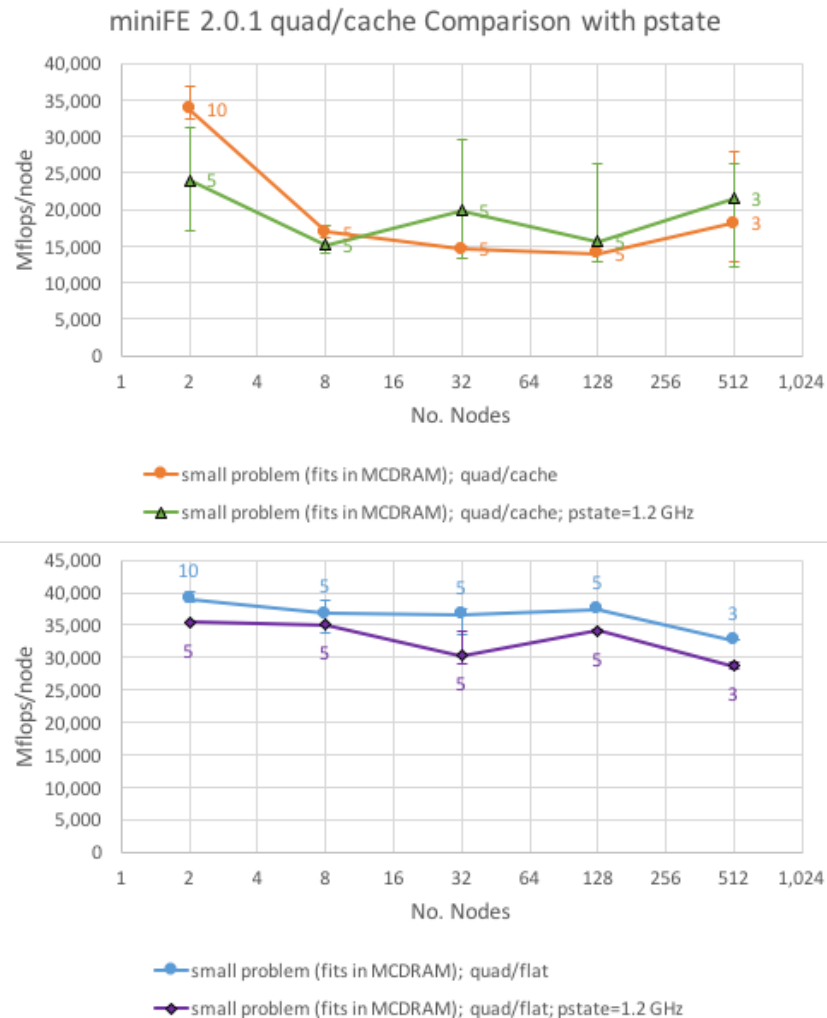 miniFE 2.0.1 quad/cache Comparison with pstate
40,000
35,000
30,000
25,000
20,000
15,000
10,000
5,000
0
Mflops/node
10
5
5
5
5
5
5
5
3
3
1 2 4 8 16 32 64 128 256 512 1,024
No. Nodes
small problem (fits in MCDRAM); quad/cache
small problem (fits in MCDRAM); quad/cache; pstate=1.2 GHz
45,000
40,000
35,000
30,000
25,000
20,000
15,000
10,000
5,000
0
Mflops/node
10 5 5 5 3
5 5 5 5 3
1 2 4 8 16 32 64 128 256 512 1,024
No. Nodes
small problem (fits in MCDRAM); quad/flat
small problem (fits in MCDRAM); quad/flat; pstate=1.2 GHz